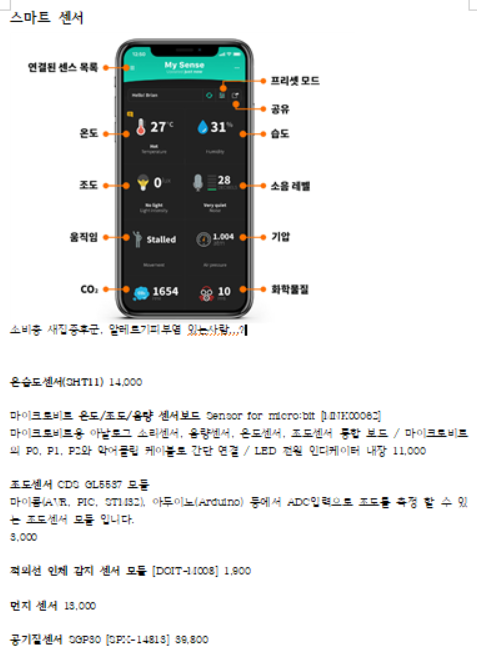 스마트 센서
12:00
My Sense
연결된 센스 목록
프리셋 모드
Hello! Brian
공유
온도
27°C
31%
습도
Hot
Temperature
Humidity
조도
0
28
소음 레벨
No light
Light intensity
Very quiet
Noise
움직임
Stalled
1.004
기압
Movement
Air pressure
CO₂
1654
10
화학물질
소비층 새집증후군, 알레르기피부염 있는사람,,,?
온습도센서(SHT11) 14,000
마이크로비트 온도/조도/음량 센서보드 Sensor for micro:bit
마이크로비트용 아날로그 소리센서, 음량센서, 온도센서, 조도센서 통합 보드 / 마이크로비트
의 P0, P1, P2와 악어클립 케이블로 간단 연결 / LED 전원 인디케이터 내장 11,000
조도센서 CDS GL5537 모듈
마이콤(AVR, PIC, STM32), 아두이노(Arduino) 등에서 ADC입력으로 조도를 측정 할 수 있
는 조도센서 모듈 입니다.
3,000
적외선 인체 감지 센서 모듈 1,900
먼지 센서 13,000
공기질센서 SGP30 [SPX-14813] 39,800